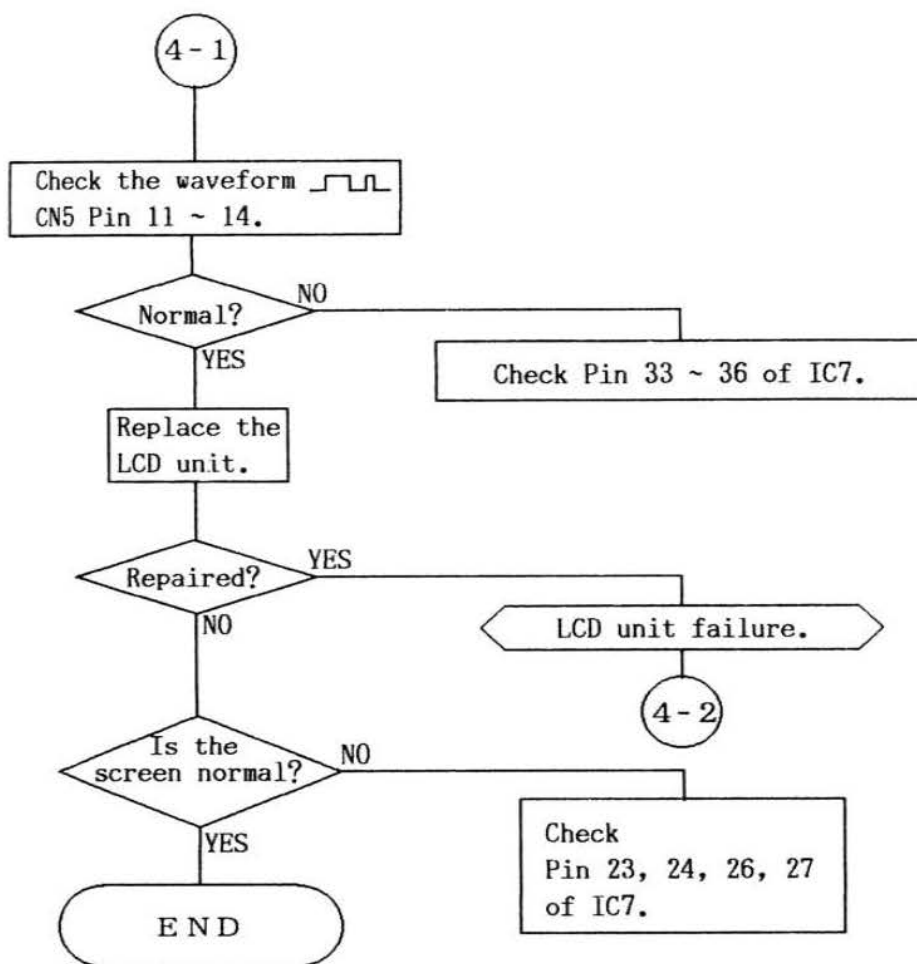 4-1
Check the waveform
CN5 Pin 11 ~ 14.
Normal?
NO
YES
Check Pin 33 ~ 36 of IC7.
Replace the
LCD unit.
Repaired?
YES
NO
LCD unit failure.
4-2
Is the
screen normal?
NO
YES
Check
Pin 23, 24, 26, 27
of IC7.
END